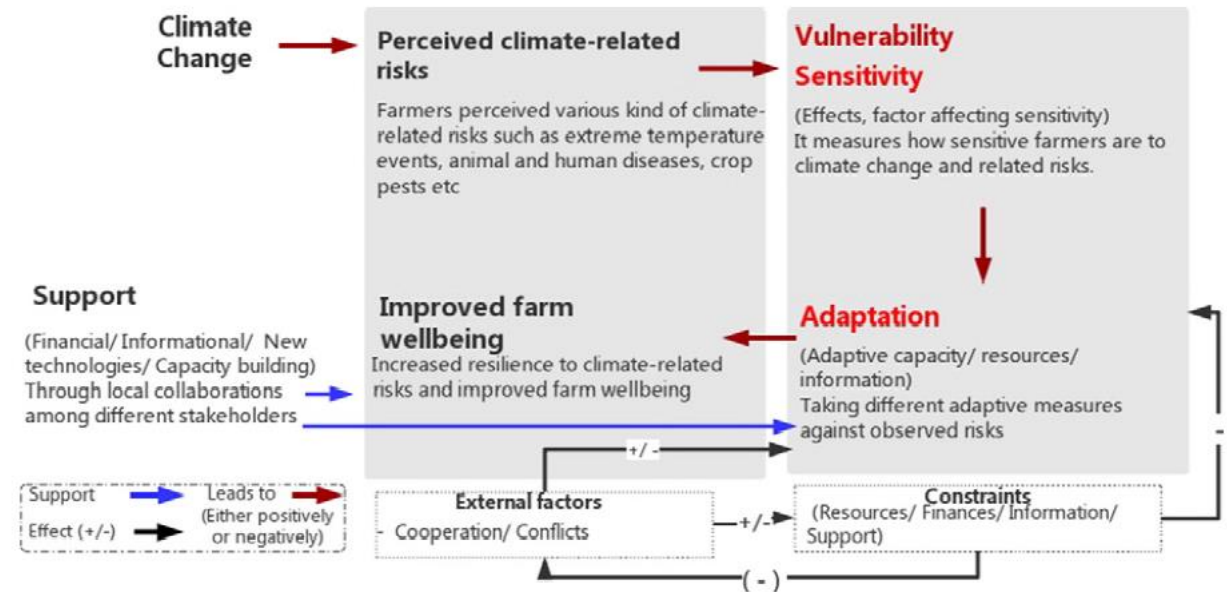 Climate
Change
Perceived climate-related
risks
Farmers perceived various kind of climate-
related risks such as extreme temperature
events, animal and human diseases, crop
pests etc
Vulnerability
Sensitivity
(Effects, factor affecting sensitivity)
It measures how sensitive farmers are to
climate change and related risks.
Support
(Financial/ Informational/ New
technologies/ Capacity building)
Through local collaborations
among different stakeholders
Improved farm
wellbeing
Increased resilience to climate-related
risks and improved farm wellbeing
Adaptation
(Adaptive capacity/ resources/
information)
Taking different adaptive measures
against observed risks
-
+/ -
Support
Leads to
(Either positively
or negatively)
Effect (+/-)
External factors
- Cooperation/ Conflicts
+/-
Constraints
(Resources/ Finances/ Information/
Support)
( - )